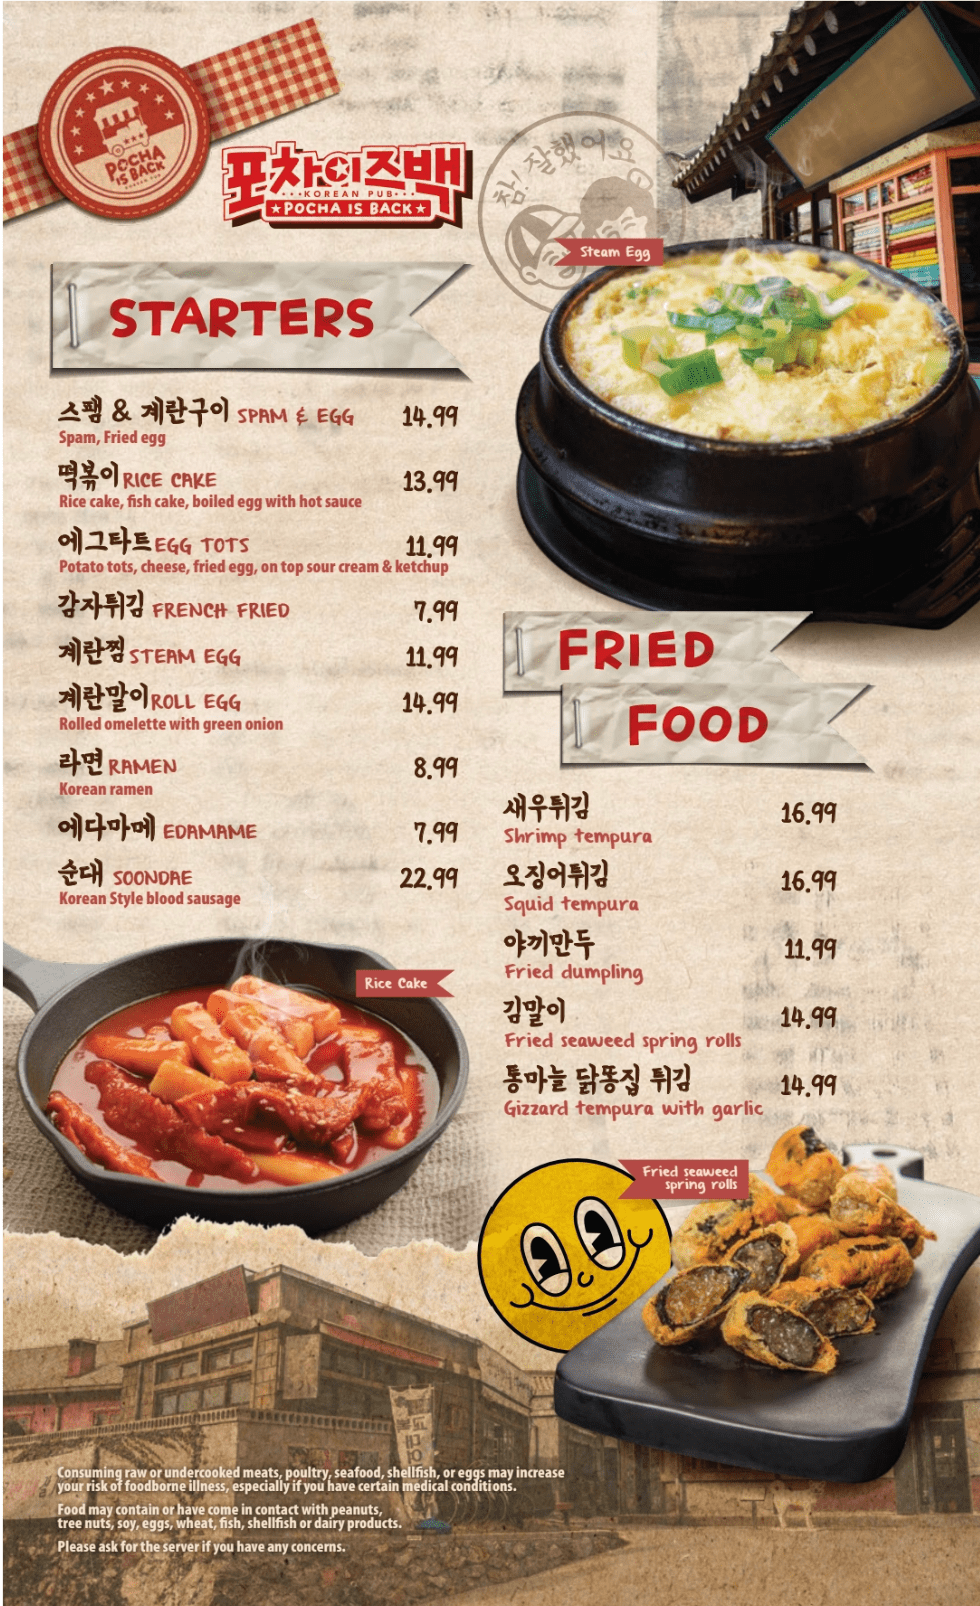 POCHA
IS BACK
KOREAN PUB
포차이즈백
KOREAN PUB
★POCHA IS BACK★
참! 잘했어요
Steam Egg
STARTERS
스팸 & 계란구이 SPAM & EGG 14.99
Spam, Fried egg
떡볶이 RICE CAKE 13.99
Rice cake, fish cake, boiled egg with hot sauce
에그타트 EGG TOTS 11.99
Potato tots, cheese, fried egg, on top sour cream & ketchup
감자튀김 FRENCH FRIED 7.99
계란찜 STEAM EGG 11.99
계란말이 ROLL EGG 14.99
Rolled omelette with green onion
라면 RAMEN 8.99
Korean ramen
에다마메 EDAMAME 7.99
순대 SOONDAE 22.99
Korean Style blood sausage
Rice Cake
FRIED
FOOD
새우튀김 16.99
Shrimp tempura
오징어튀김 16.99
Squid tempura
야끼만두 11.99
Fried dumpling
김말이 14.99
Fried seaweed spring rolls
통마늘 닭똥집 튀김 14.99
Gizzard tempura with garlic
Fried seaweed
spring rolls
Consuming raw or undercooked meats, poultry, seafood, shellfish, or eggs may increase
your risk of foodborne illness, especially if you have certain medical conditions.
Food may contain or have come in contact with peanuts,
tree nuts, soy, eggs, wheat, fish, shellfish or dairy products.
Please ask for the server if you have any concerns.